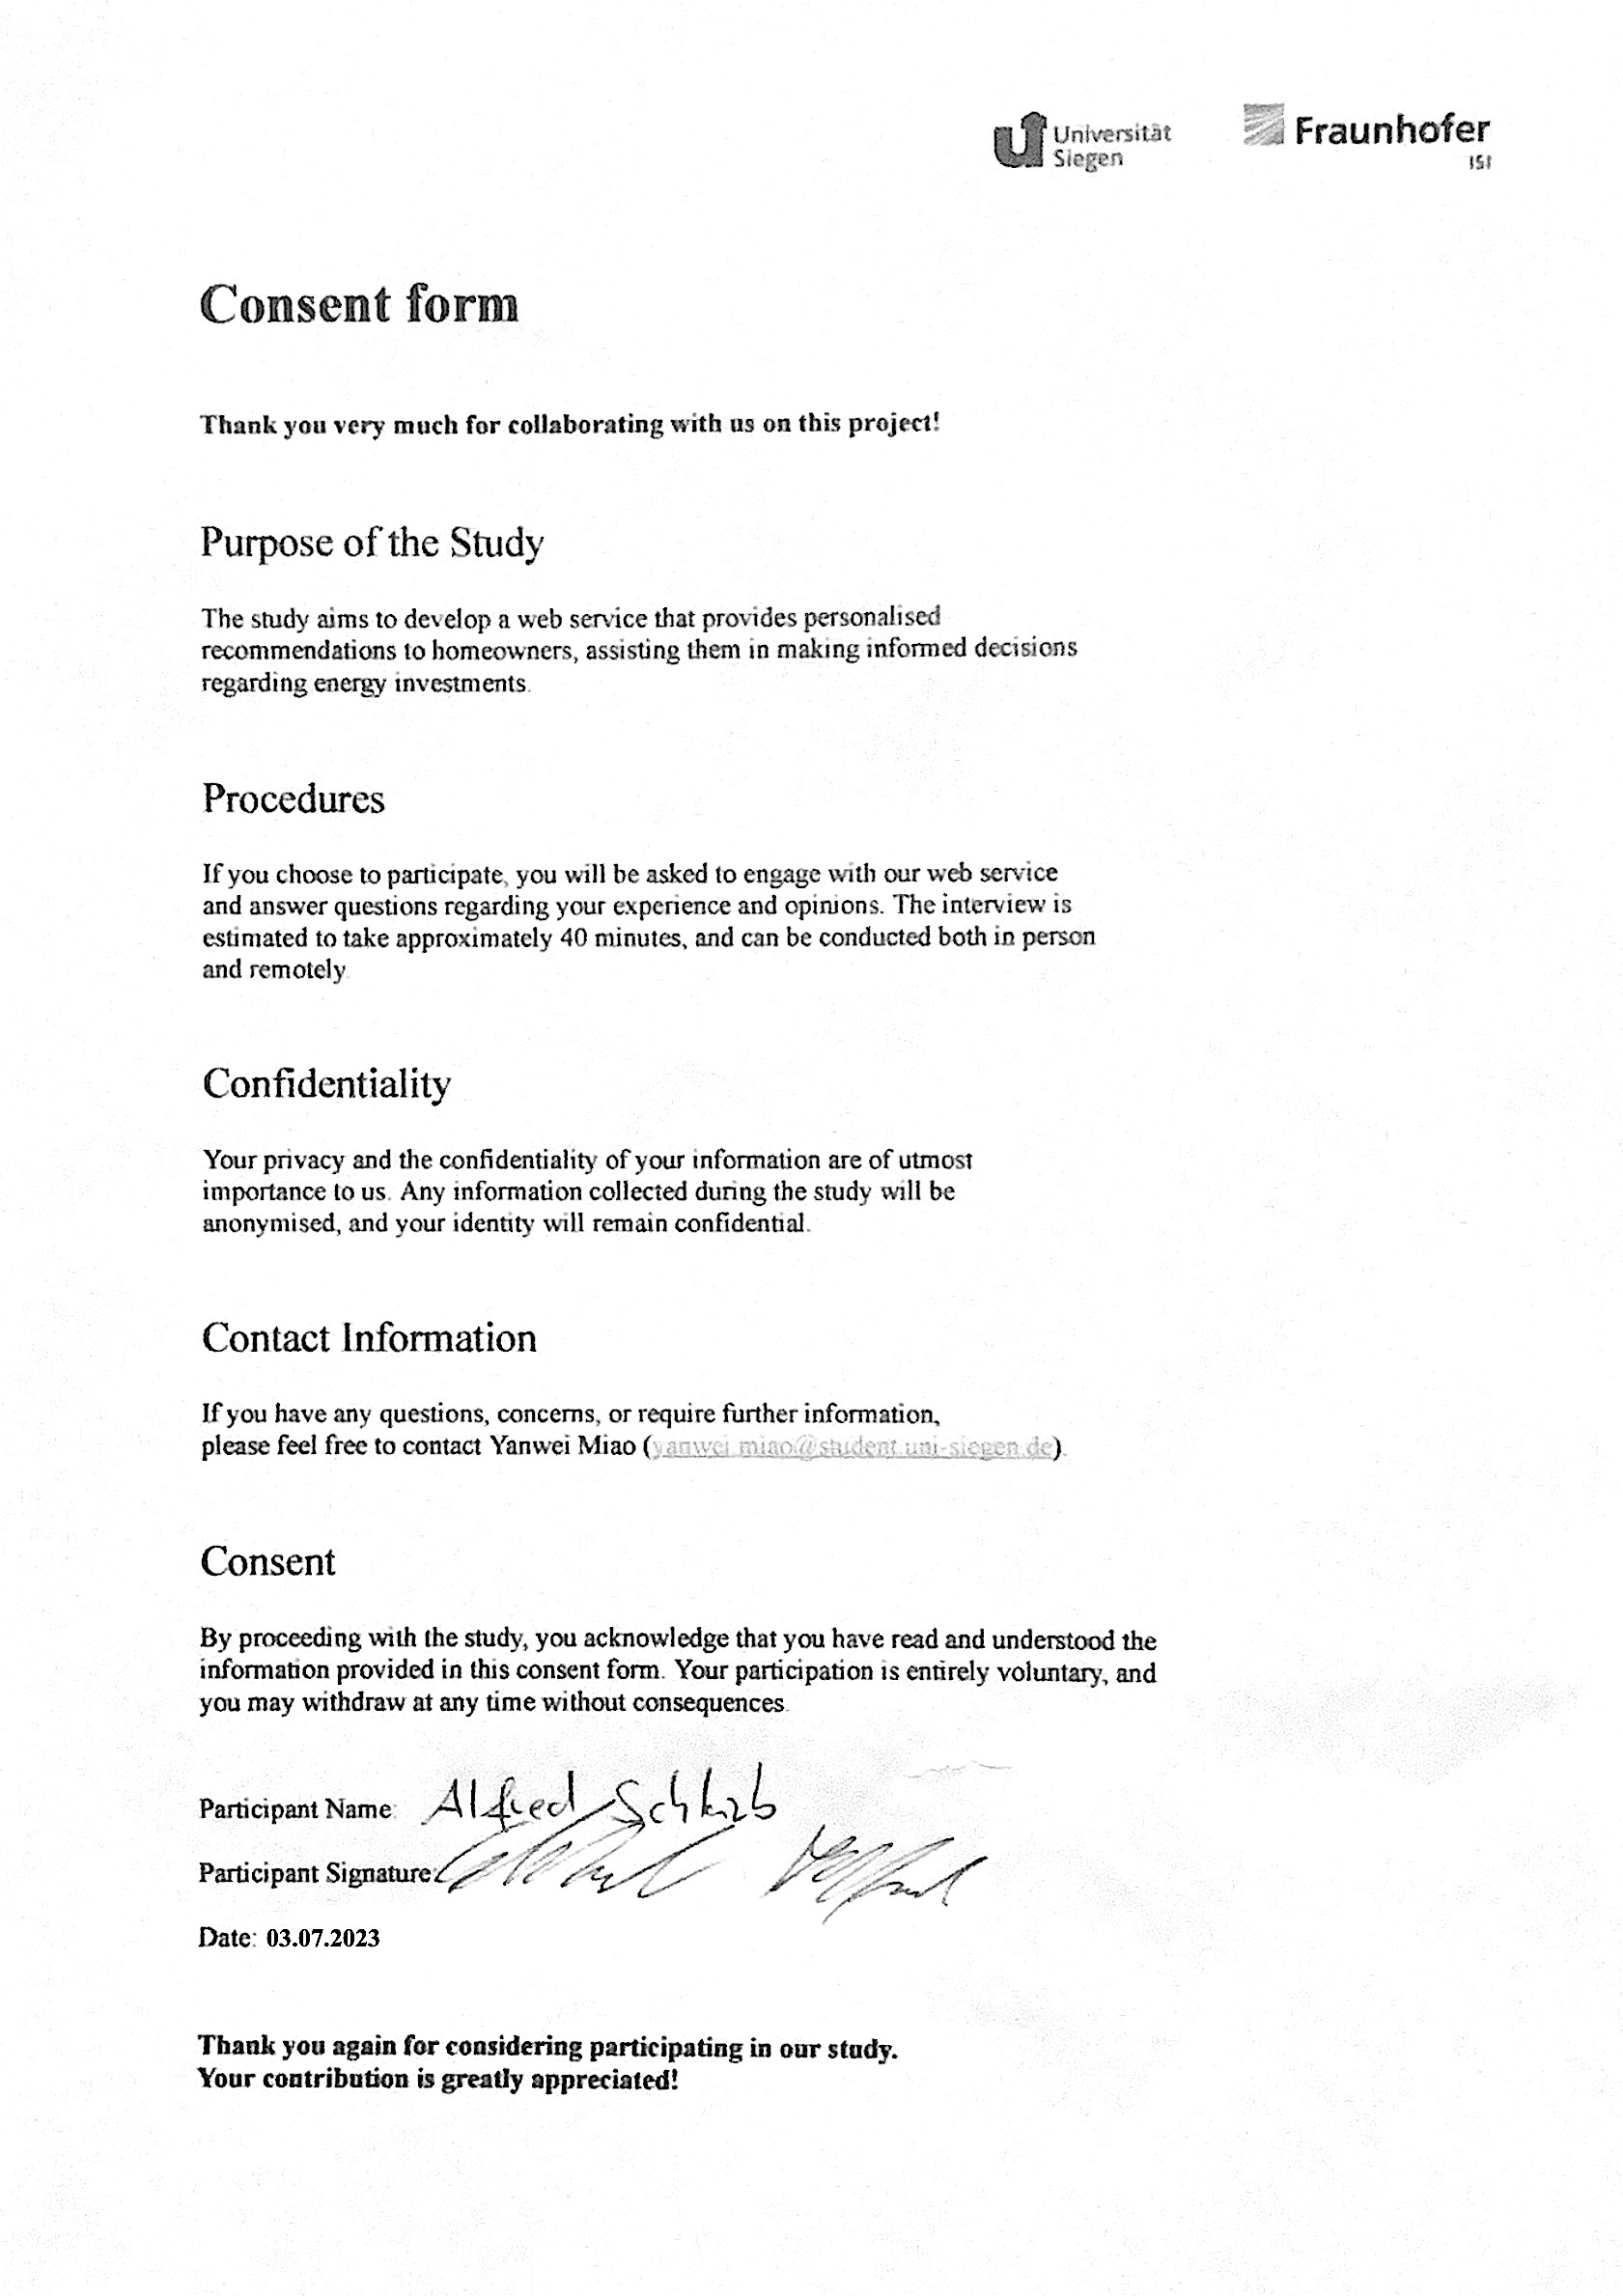 Universität
Siegen
Fraunhofer
ISI
Consent form
Thank you very much for collaborating with us on this project!
Purpose of the Study
The study aims to develop a web service that provides personalised
recommendations to homeowners, assisting them in making informed decisions
regarding energy investments.
Procedures
If you choose to participate, you will be asked to engage with our web service
and answer questions regarding your experience and opinions. The interview is
estimated to take approximately 40 minutes, and can be conducted both in person
and remotely
Confidentiality
Your privacy and the confidentiality of your information are of utmost
importance to us. Any information collected during the study will be
anonymised, and your identity will remain confidential.
Contact Information
If you have any questions, concerns, or require further information,
please feel free to contact Yanwei Miao (yanwei.miao@student.uni-siegen.de).
Consent
By proceeding with the study, you acknowledge that you have read and understood the
information provided in this consent form. Your participation is entirely voluntary, and
you may withdraw at any time without consequences.
Participant Name: Alfred
Participant Signature:
Date: 03.07.2023
Thank you again for considering participating in our study.
Your contribution is greatly appreciated!